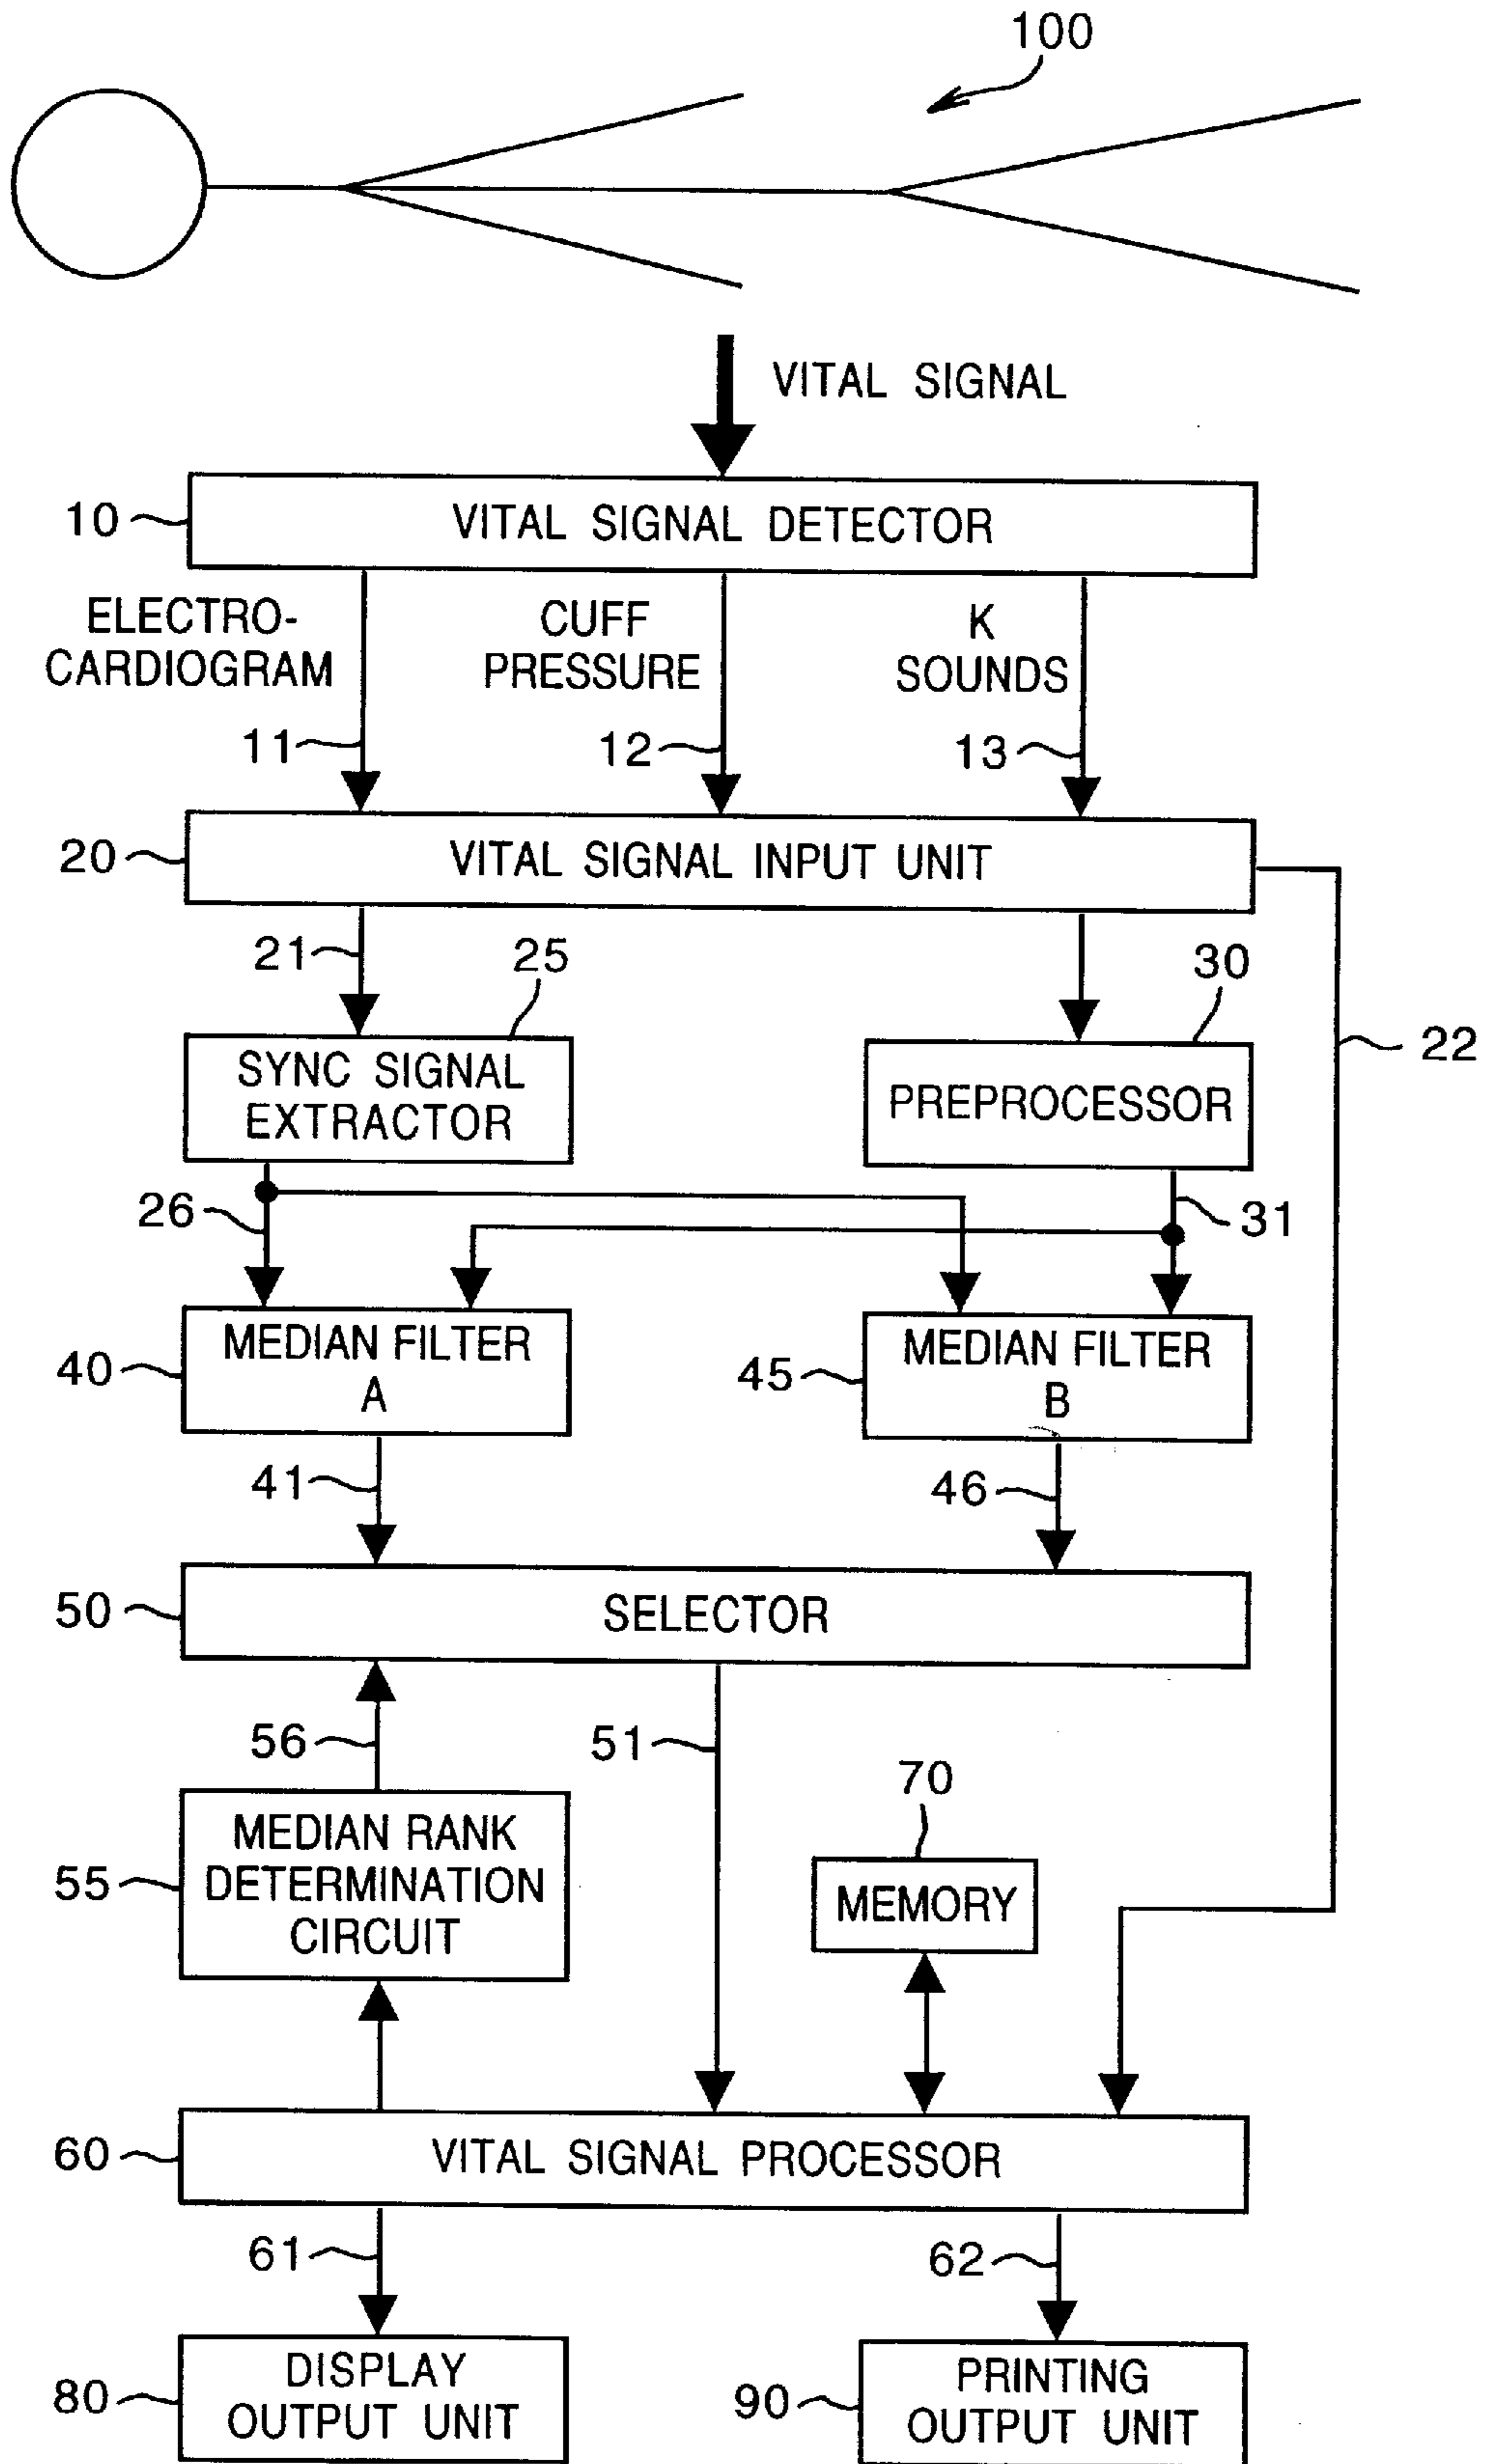 100
VITAL SIGNAL
10
VITAL SIGNAL DETECTOR
ELECTRO-
CARDIOGRAM
CUFF
PRESSURE
K
SOUNDS
11
12
13
20
VITAL SIGNAL INPUT UNIT
21
25
30
22
SYNC SIGNAL
EXTRACTOR
PREPROCESSOR
26
31
40
MEDIAN FILTER
A
45
MEDIAN FILTER
B
41
46
50
SELECTOR
56
51
70
55
MEDIAN RANK
DETERMINATION
CIRCUIT
MEMORY
60
VITAL SIGNAL PROCESSOR
61
62
80
DISPLAY
OUTPUT UNIT
90
PRINTING
OUTPUT UNIT